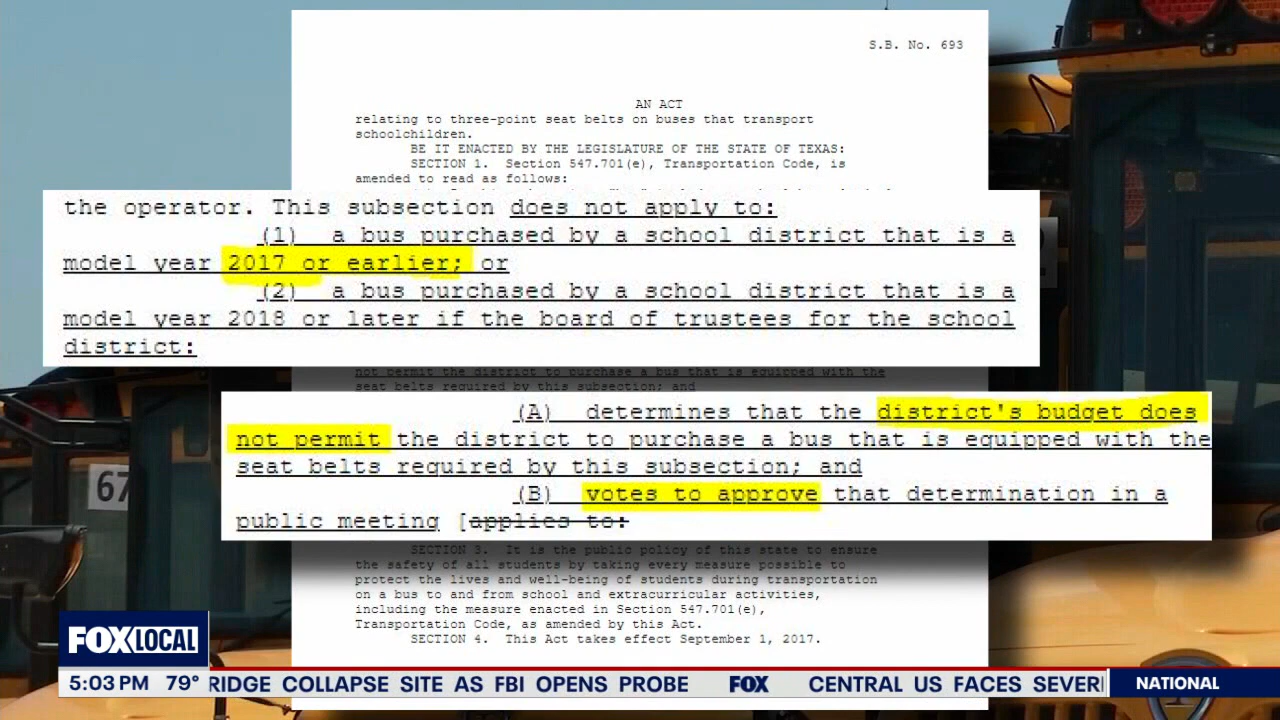 S.B. No. 693
AN ACT
relating to three-point seat belts on buses that transport
schoolchildren.
BE IT ENACTED BY THE LEGISLATURE OF THE STATE OF TEXAS:
SECTION 1. Section 547.701(e), Transportation Code, is
amended to read as follows:
the operator. This subsection does not apply to:
(1) a bus purchased by a school district that is a
model year 2017 or earlier; or
(2) a bus purchased by a school district that is a
model year 2018 or later if the board of trustees for the school
district:
not permit the district to purchase a bus that is equipped with the
seat belts required by this subsection; and
(A) determines that the district's budget does
not permit the district to purchase a bus that is equipped with the
seat belts required by this subsection; and
(B) votes to approve that determination in a
public meeting [applies to:
67
SECTION 3. It is the public policy of this state to ensure
the safety of all students by taking every measure possible to
protect the lives and well-being of students during transportation
on a bus to and from school and extracurricular activities,
including the measure enacted in Section 547.701(e),
Transportation Code, as amended by this Act.
SECTION 4. This Act takes effect September 1, 2017.
FOX LOCAL
5:03 PM 79° RIDGE COLLAPSE SITE AS FBI OPENS PROBE FOX CENTRAL US FACES SEVERE NATIONAL